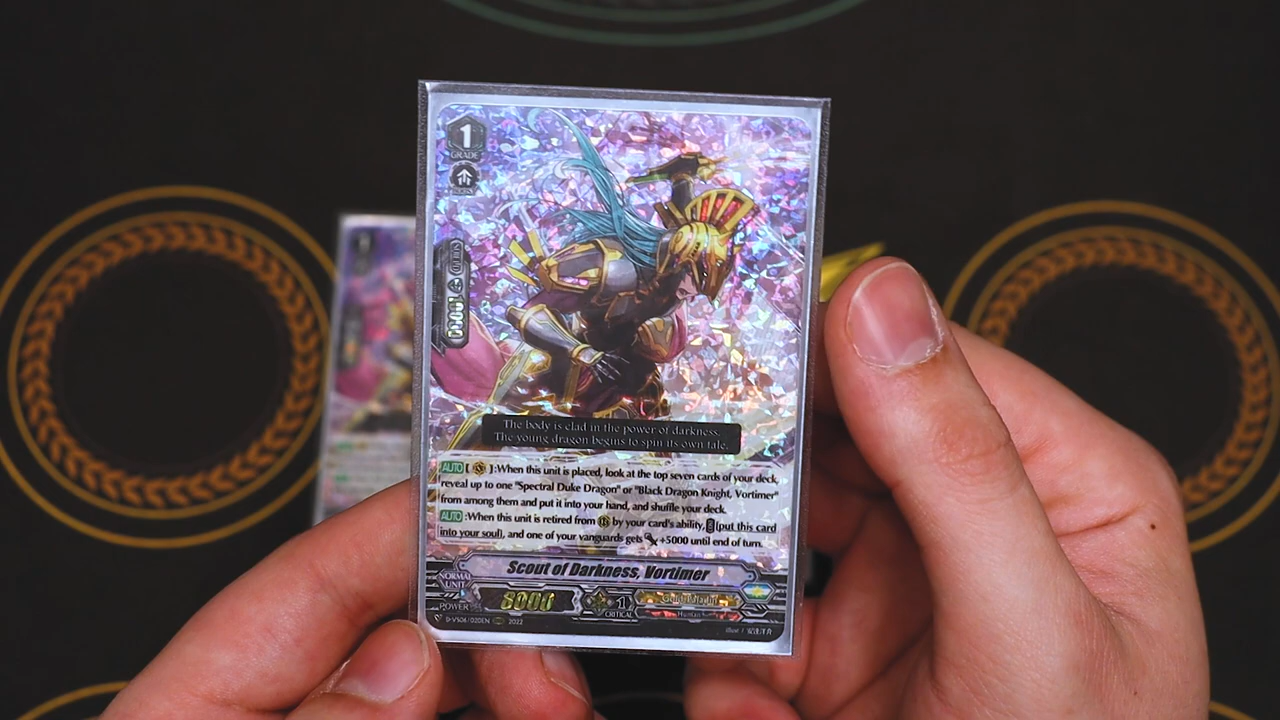 1
GRADE
The body is clad in the power of darkness.
The young dragon begins to spin its own tale.
AUTO [ ]:When this unit is placed, look at the top seven cards of your deck,
reveal up to one "Spectral Duke Dragon" or "Black Dragon Knight, Vortimer"
from among them and put it into your hand, and shuffle your deck.
AUTO :When this unit is retired from by your card's ability, [put this card
into your soul], and one of your vanguards gets +5000 until end of turn.
Scout of Darkness, Vortimer
NORMAL
UNIT
POWER 8000
1
CRITICAL
Gold Paladin
Human
D-VS06/020EN 2022